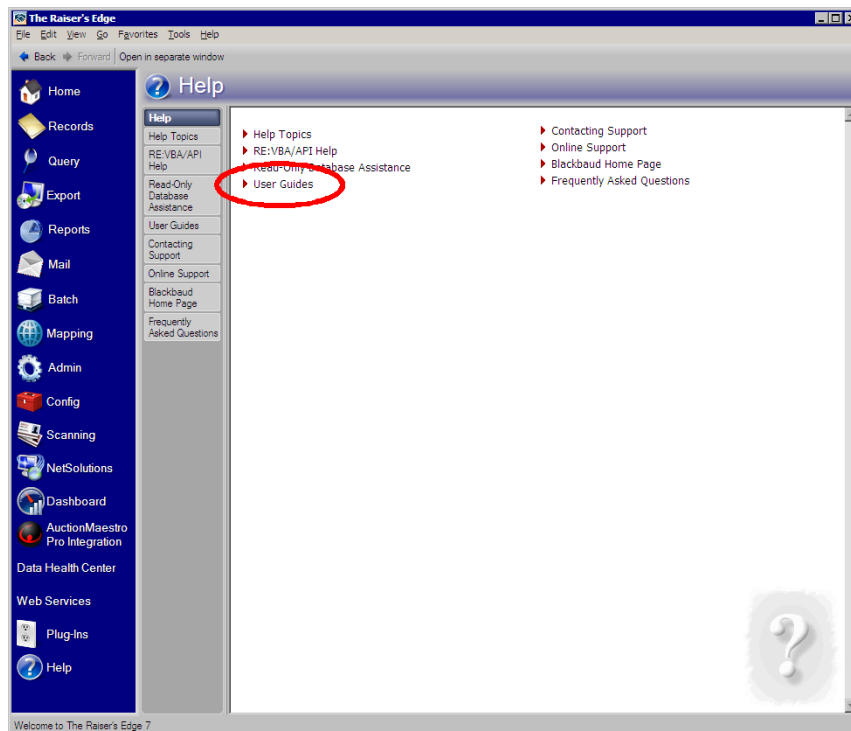 The Raiser's Edge
File Edit View Go Favorites Tools Help
Back Forward Open in separate window
Home
Records
Query
Export
Reports
Mail
Batch
Mapping
Admin
Config
Scanning
NetSolutions
Dashboard
AuctionMaestro
Pro Integration
Data Health Center
Web Services
Plug-Ins
Help
Help
Help
Help Topics
RE:VBA/API
Help
Read-Only
Database
Assistance
User Guides
Contacting
Support
Online Support
Blackbaud
Home Page
Frequently
Asked Questions
Help Topics
RE:VBA/API Help
Read-Only Database Assistance
User Guides
Contacting Support
Online Support
Blackbaud Home Page
Frequently Asked Questions
?
Welcome to The Raiser's Edge 7